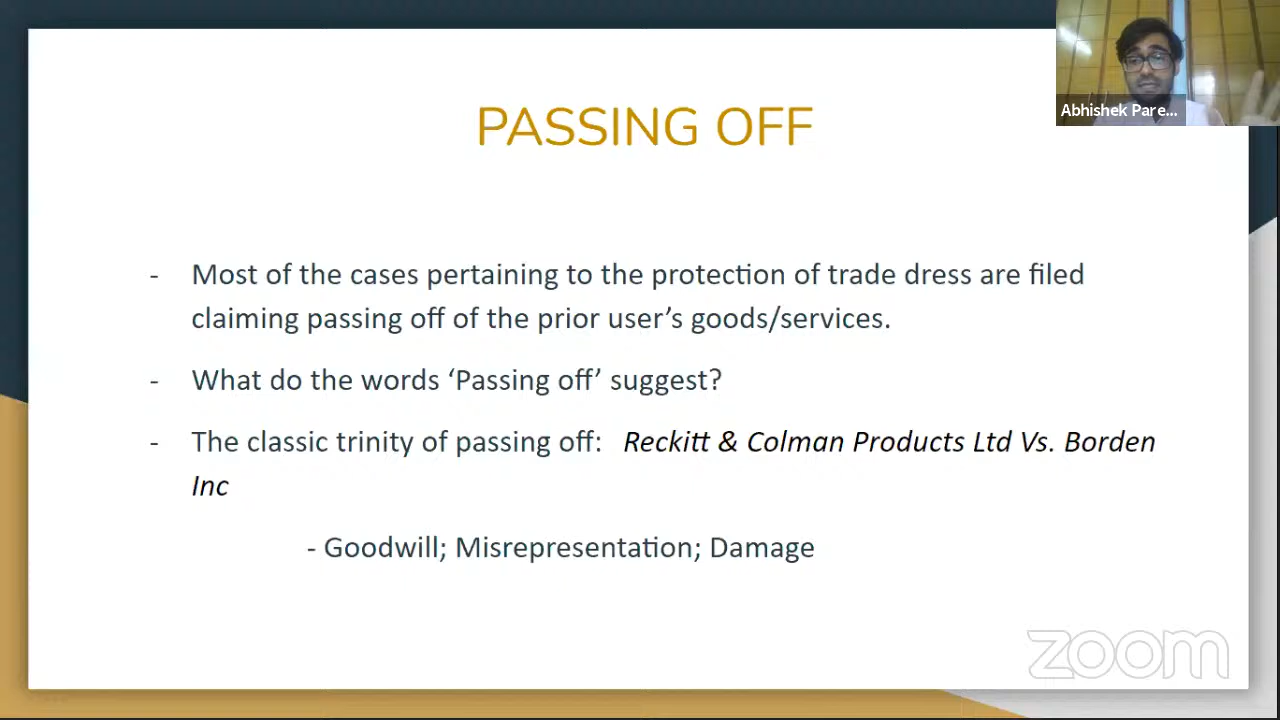 PASSING OFF
Abhishek Pare...
- Most of the cases pertaining to the protection of trade dress are filed
claiming passing off of the prior user’s goods/services.
- What do the words ‘Passing off’ suggest?
- The classic trinity of passing off: Reckitt & Colman Products Ltd Vs. Borden
Inc
- Goodwill; Misrepresentation; Damage
zoom